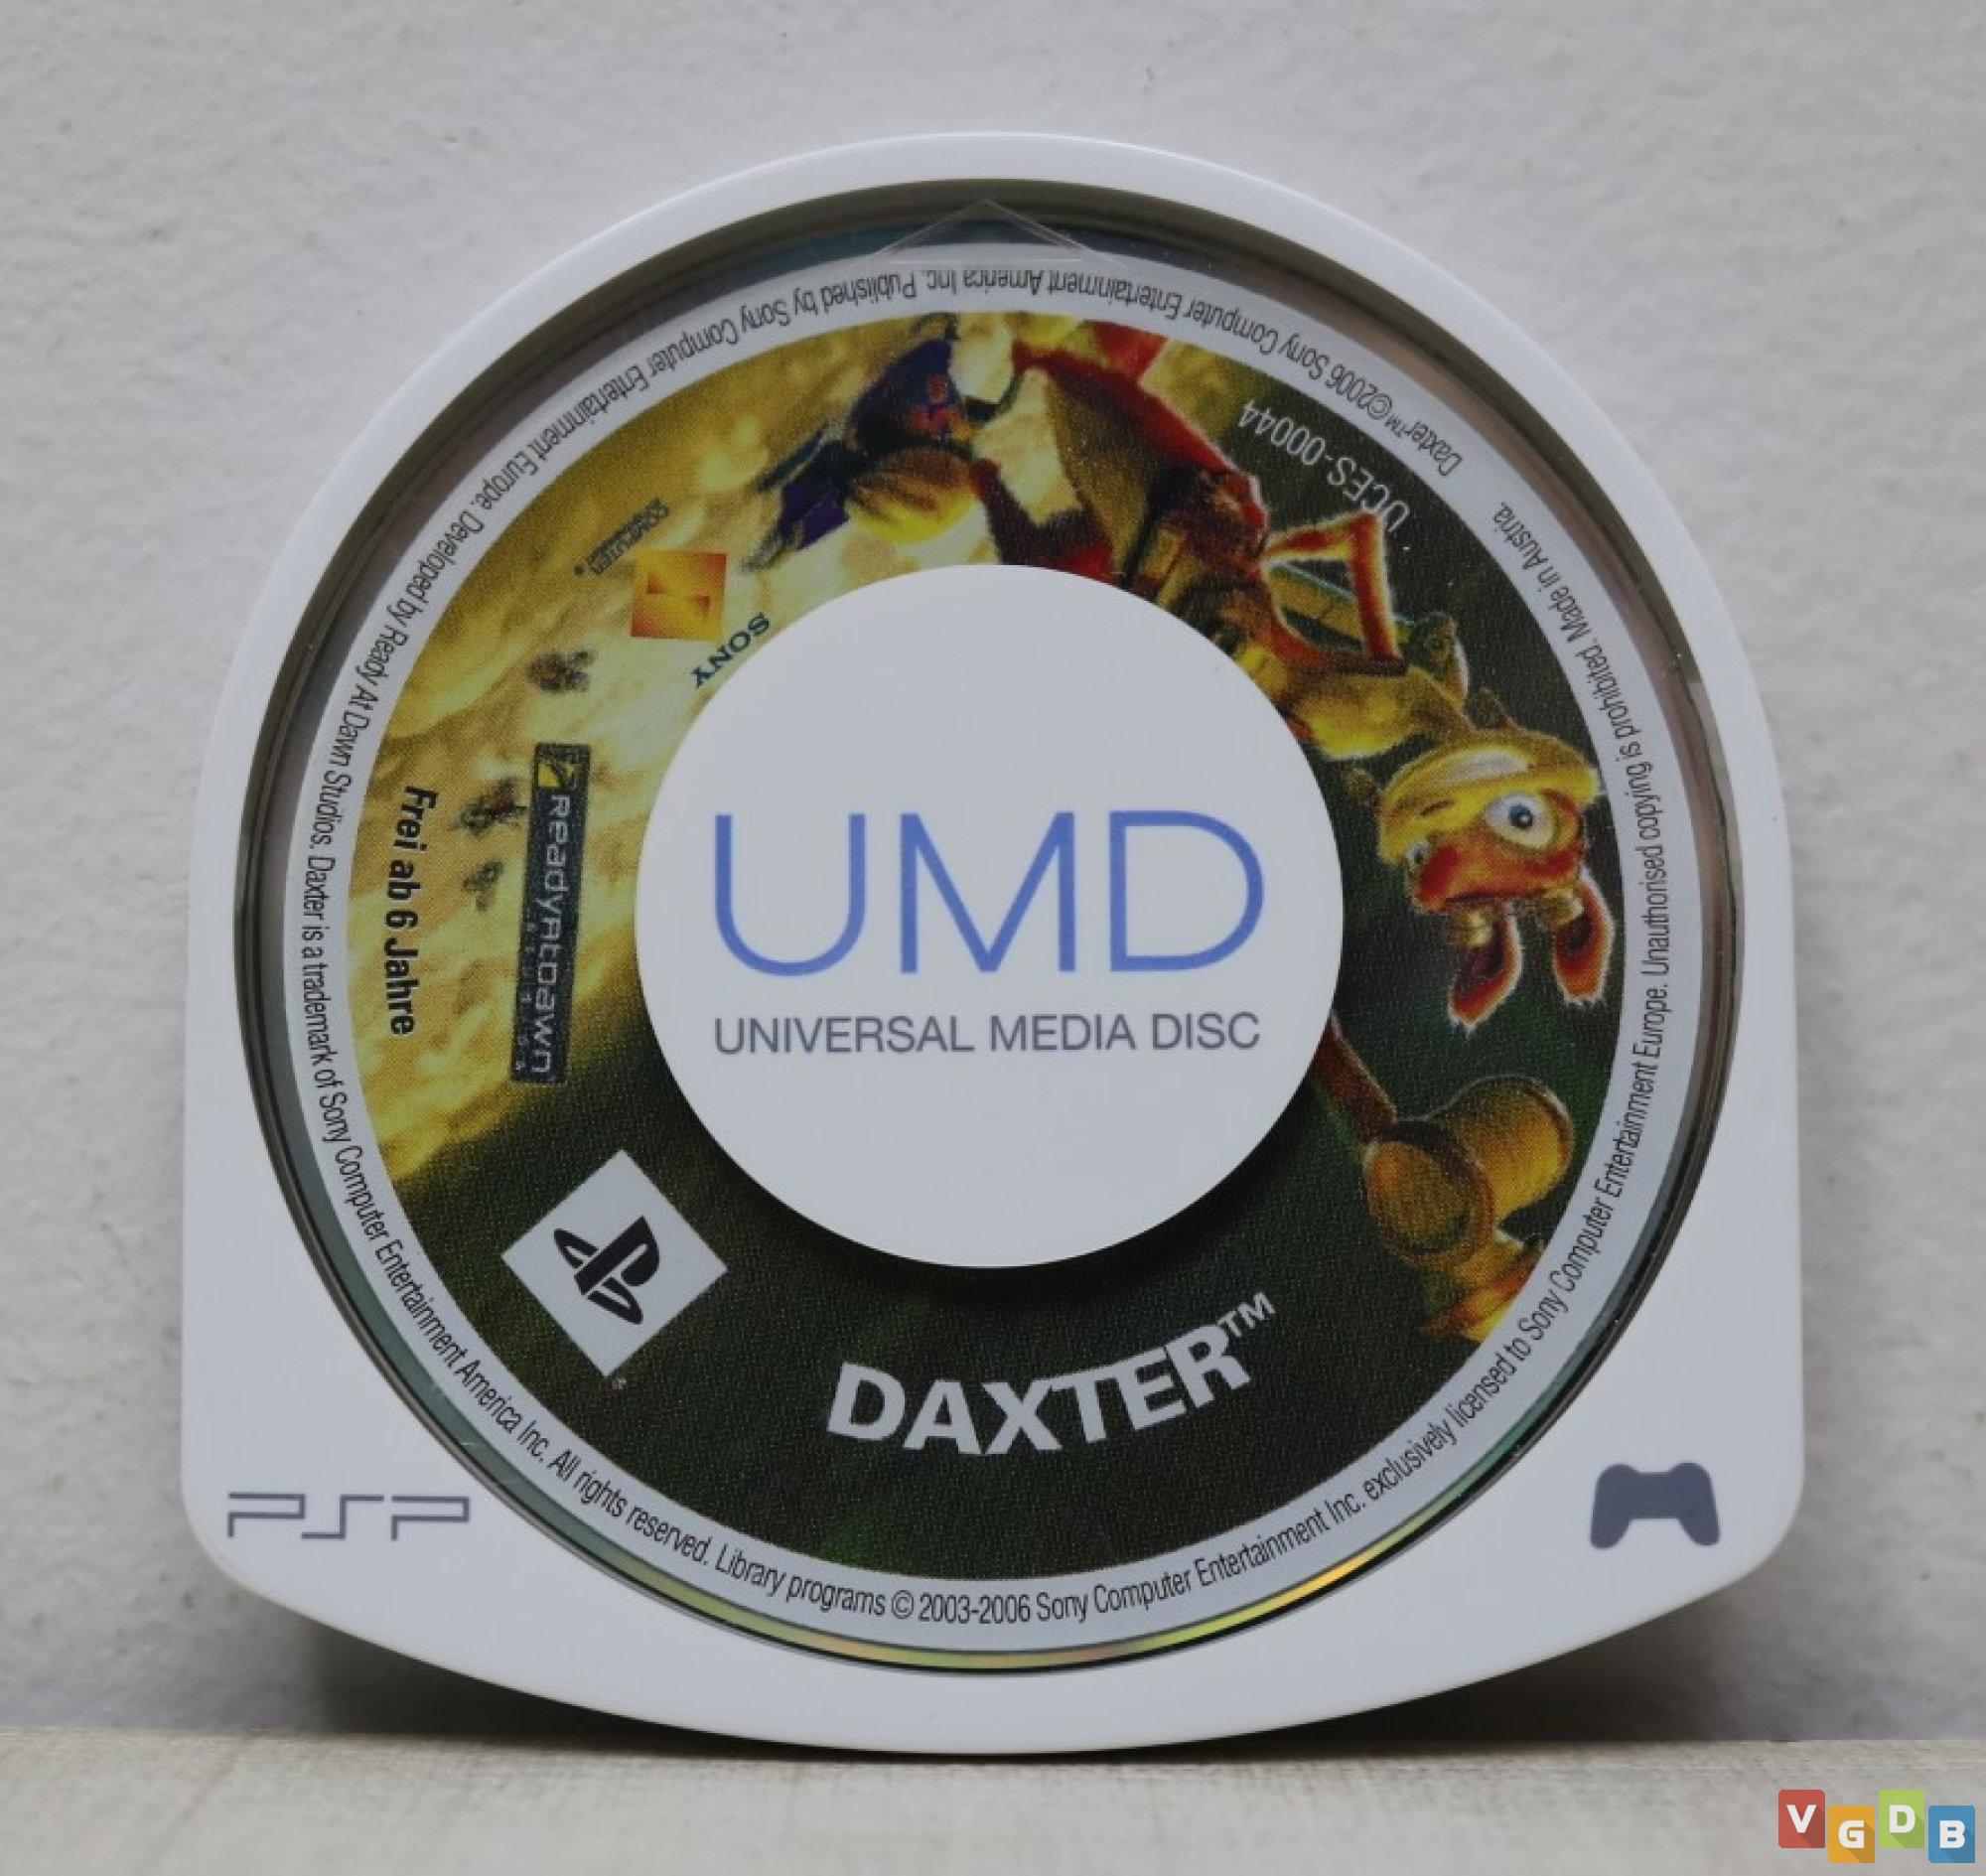 Daxter™©2006 Sony Computer Entertainment America Inc. Published by Sony Computer Entertainment Europe. Developed by Ready At Dawn Studios. Daxter is a trademark of Sony Computer Entertainment America Inc. All rights reserved. Library programs © 2003-2006 Sony Computer Entertainment Inc. exclusively licensed to Sony Computer Entertainment Europe. Unauthorised copying is prohibited. Made in Austria.
UCES-00044
COMPUTER
SONY
ReadyAtDawn
STUDIOS
Frei ab 6 Jahre
UMD
UNIVERSAL MEDIA DISC
DAXTER™
PSP
VGDB